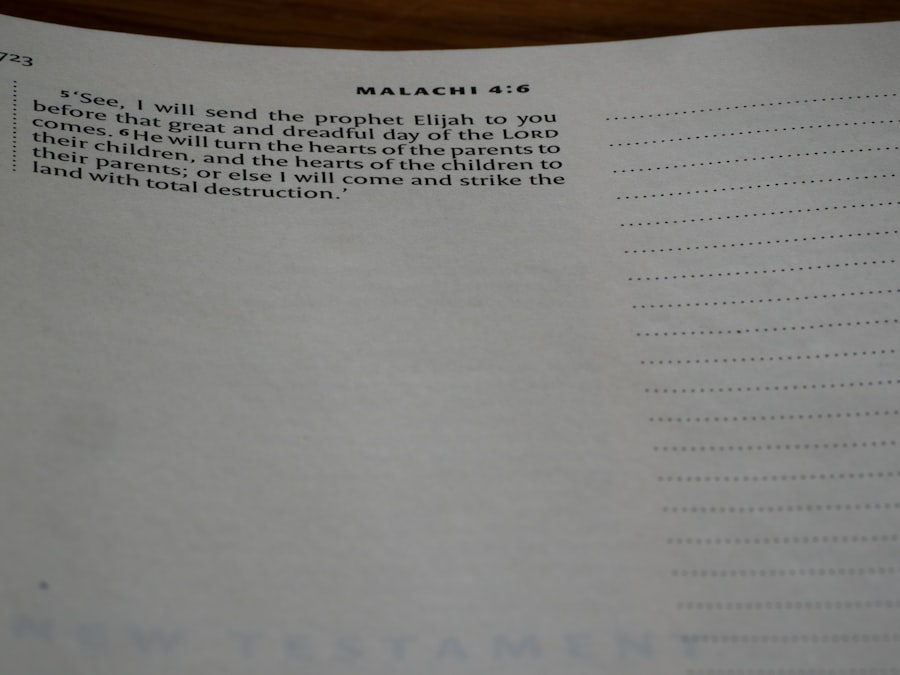 723
MALACHI 4:6
5‘See, I will send the prophet Elijah to you
before that great and dreadful day of the LORD
comes. 6He will turn the hearts of the parents to
their children, and the hearts of the children to
their parents; or else I will come and strike the
land with total destruction.’
NEW TESTAMENT